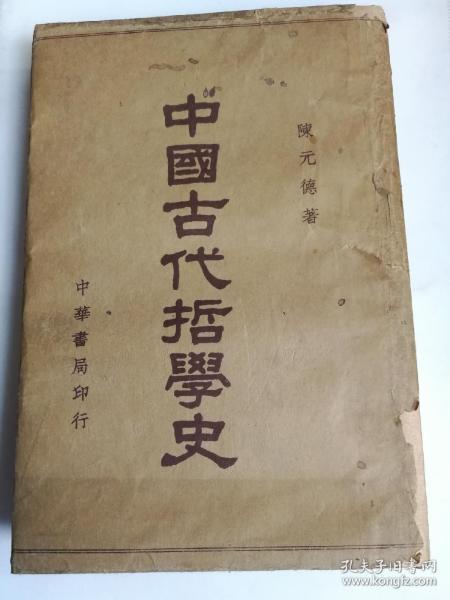 陳元德著
中國古代哲學史
中華書局印行
孔夫子旧书网
kongfz.com